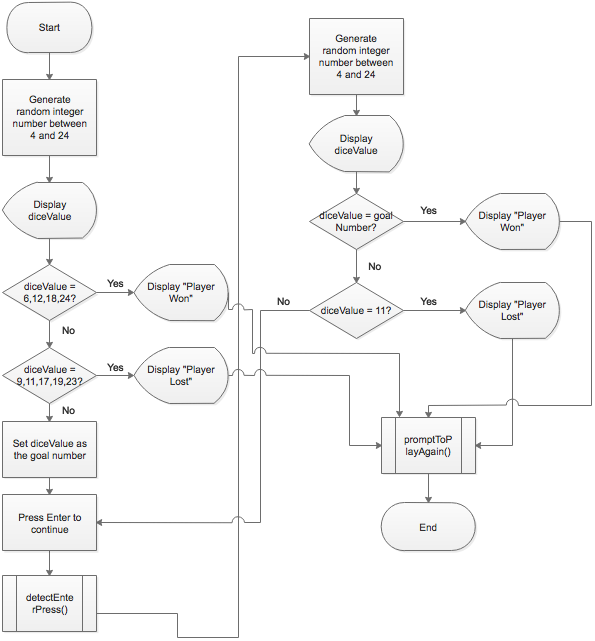 Start
Generate
random integer
number between
4 and 24
Display
diceValue
diceValue =
6,12,18,24?
Yes
Display "Player
Won"
No
diceValue =
9,11,17,19,23?
Yes
Display "Player
Lost"
No
Set diceValue as
the goal number
Press Enter to
continue
detectEnte
rPress()
Generate
random integer
number between
4 and 24
Display
diceValue
diceValue = goal
Number?
Yes
Display "Player
Won"
No
diceValue = 11?
No
Yes
Display "Player
Lost"
promptToP
layAgain()
End